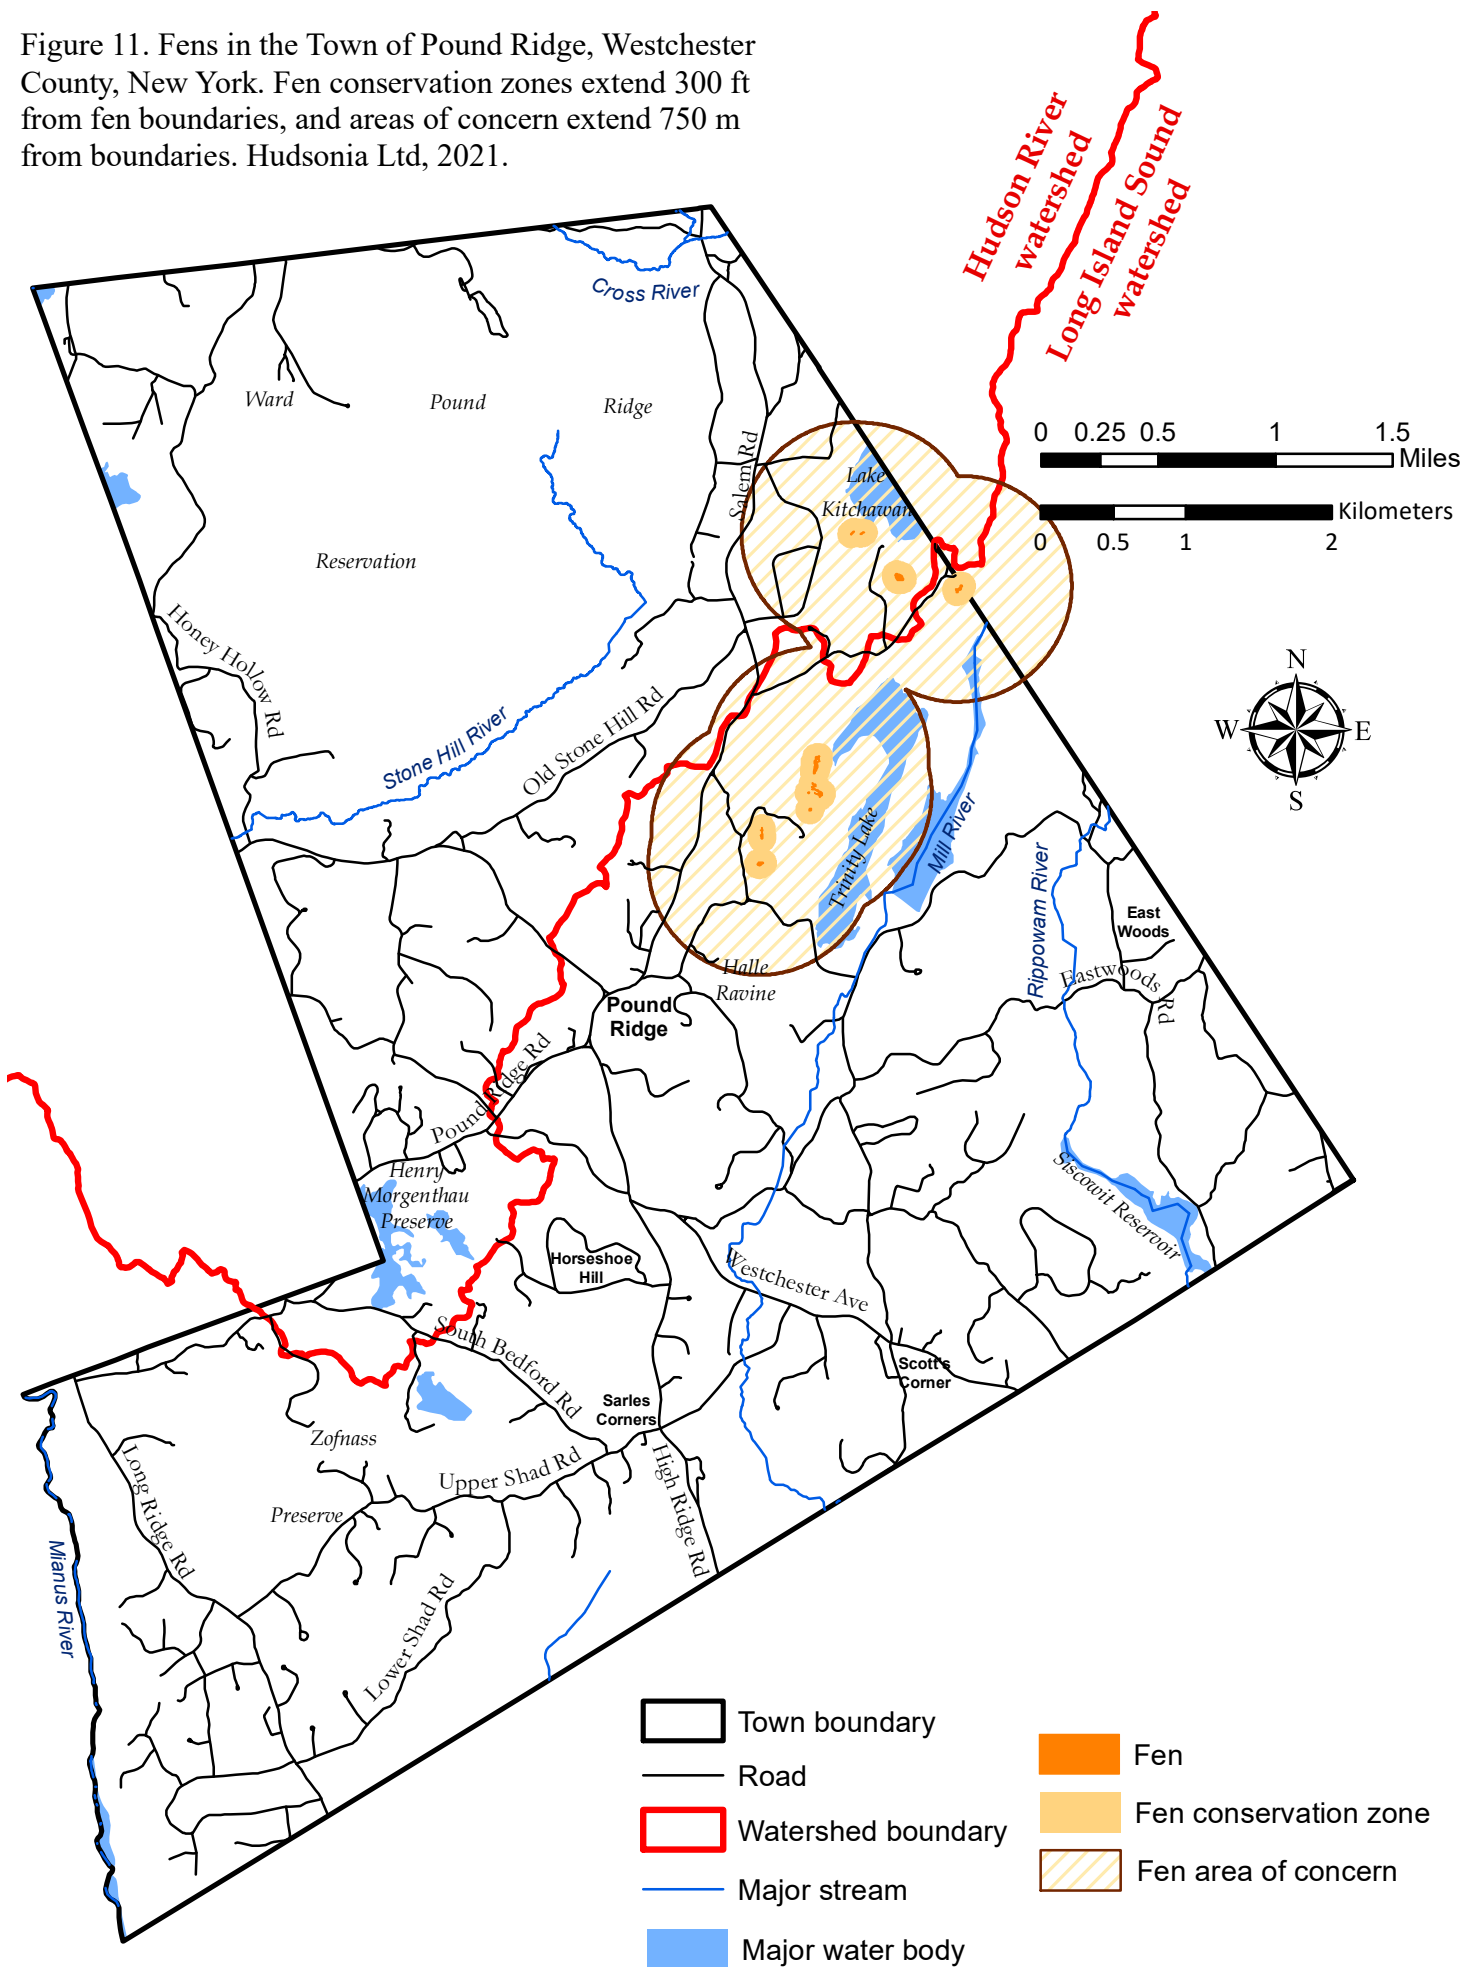 Figure 11. Fens in the Town of Pound Ridge, Westchester
County, New York. Fen conservation zones extend 300 ft
from fen boundaries, and areas of concern extend 750 m
from boundaries. Hudsonia Ltd, 2021.
Hudson River
watershed
Long Island Sound
watershed
Cross River
Ward
Pound
Ridge
Reservation
Salem Rd
Lake
Kitchawan
0 0.25 0.5 1 1.5
Miles
Kilometers
0 0.5 1 2
N
W
E
S
Honey Hollow Rd
Stone Hill River
Old Stone Hill Rd
Trinity Lake
Mill River
Rippowam River
East
Woods
Eastwoods Rd
Halle
Ravine
Pound
Ridge
Pound Ridge Rd
Henry
Morgenthau
Preserve
Siscowit Reservoir
Horseshoe
Hill
Westchester Ave
South Bedford Rd
Scott's
Corner
Sarles
Corners
Zofnass
Preserve
Upper Shad Rd
High Ridge Rd
Long Ridge Rd
Mianus River
Lower Shad Rd
Town boundary
Road
Watershed boundary
Major stream
Major water body
Fen
Fen conservation zone
Fen area of concern